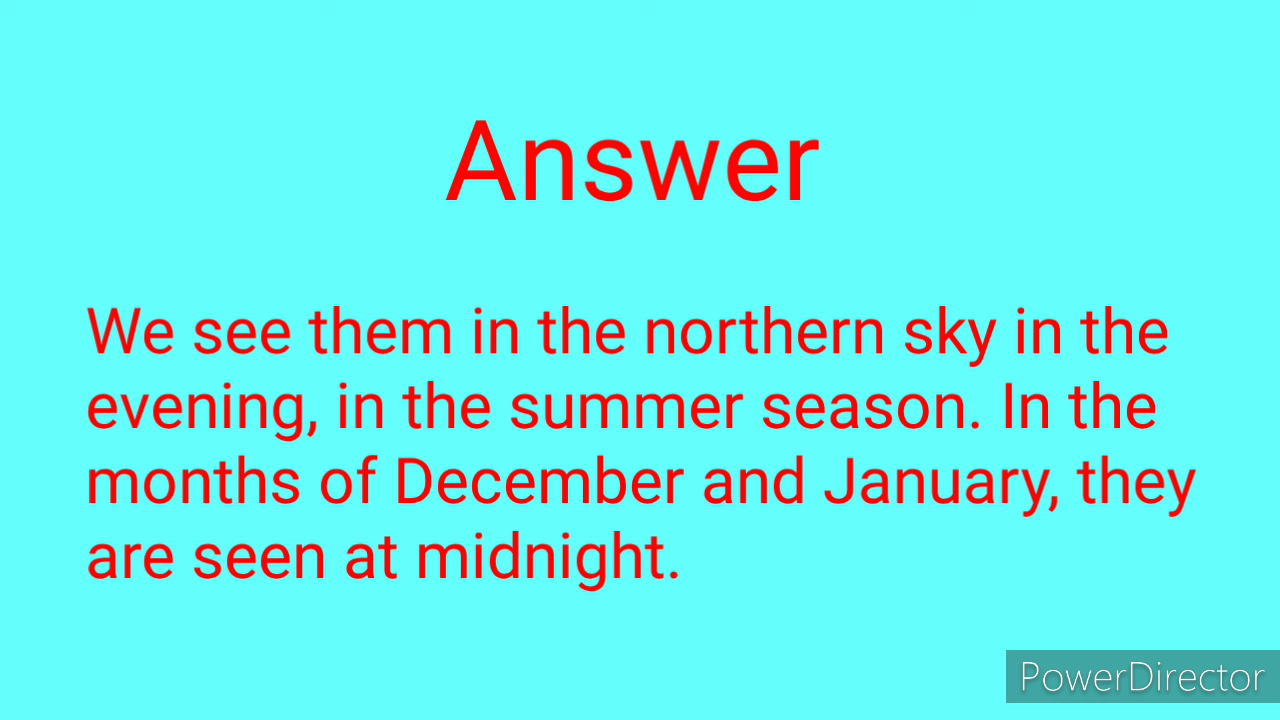 Answer
We see them in the northern sky in the
evening, in the summer season. In the
months of December and January, they
are seen at midnight.
PowerDirector